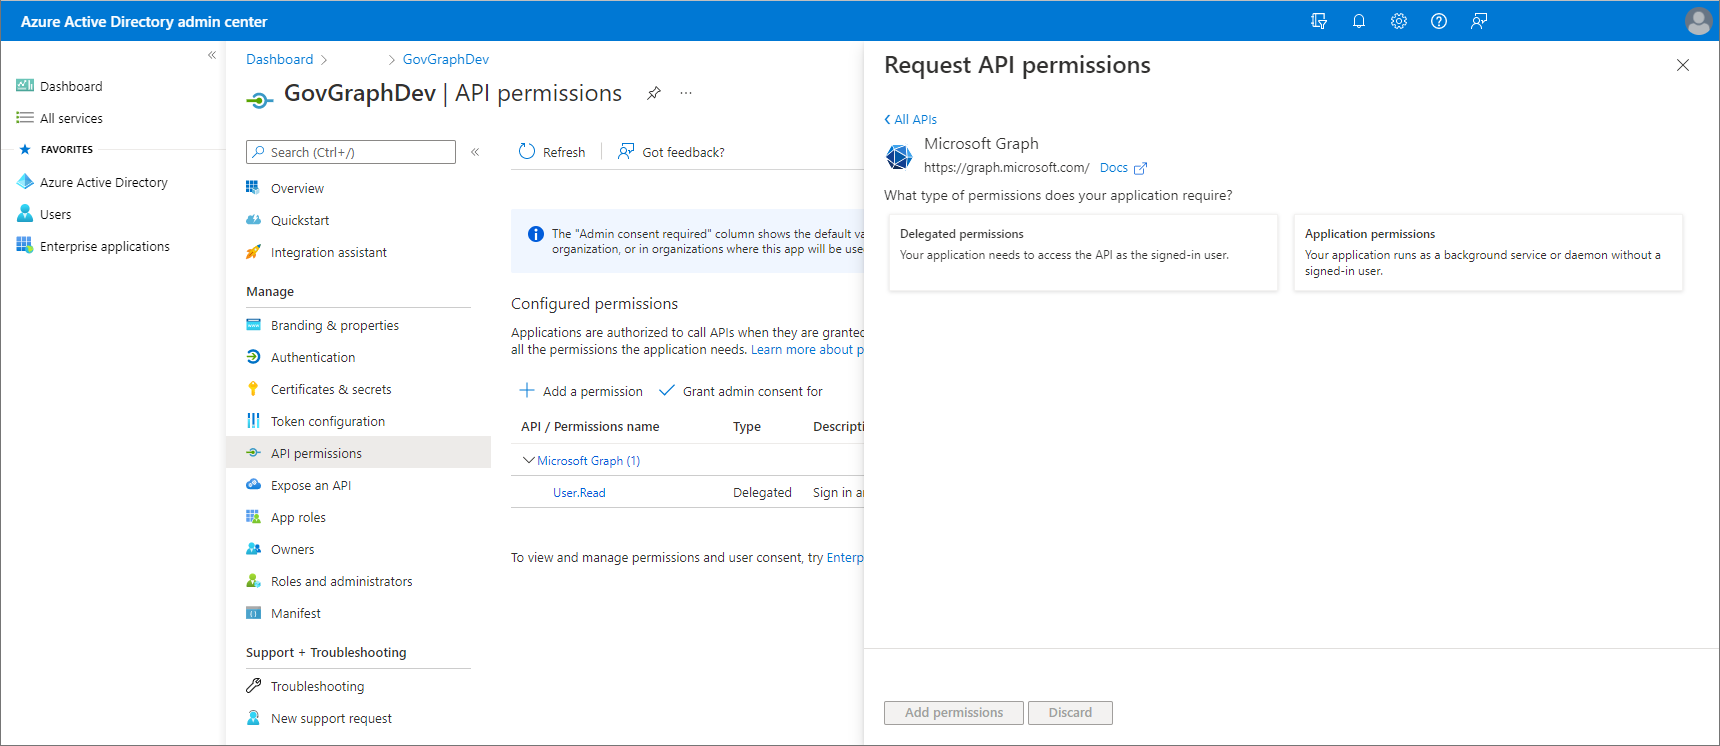 Azure Active Directory admin center
Dashboard
All services
FAVORITES
Azure Active Directory
Users
Enterprise applications
Dashboard
GovGraphDev
GovGraphDev | API permissions
Search (Ctrl+/)
Overview
Quickstart
Integration assistant
Manage
Branding & properties
Authentication
Certificates & secrets
Token configuration
API permissions
Expose an API
App roles
Owners
Roles and administrators
Manifest
Support + Troubleshooting
Troubleshooting
New support request
Refresh
Got feedback?
The "Admin consent required" column shows the default va
organization, or in organizations where this app will be use
Configured permissions
Applications are authorized to call APIs when they are granted
all the permissions the application needs. Learn more about p
Add a permission
Grant admin consent for
API / Permissions name Type Descripti
Microsoft Graph (1)
User.Read Delegated Sign in a
To view and manage permissions and user consent, try Enterp
Request API permissions
All APIs
Microsoft Graph
https://graph.microsoft.com/ Docs
What type of permissions does your application require?
Delegated permissions
Your application needs to access the API as the signed-in user.
Application permissions
Your application runs as a background service or daemon without a
signed-in user.
Add permissions
Discard